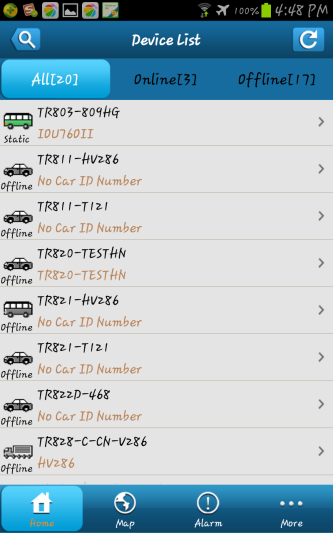 100% 4:48 PM
Device List
All[20] Online[3] Offline[17]
TR803-809HG
Static IOU760II
TR811-HV286
Offline No Car ID Number
TR811-T121
Offline No Car ID Number
TR820-TESTHN
Offline TR820-TESTHN
TR821-HV286
Offline No Car ID Number
TR821-T121
Offline No Car ID Number
TR822D-468
Offline No Car ID Number
TR828-C-CN-V286
Offline HV286
Home Map Alarm More